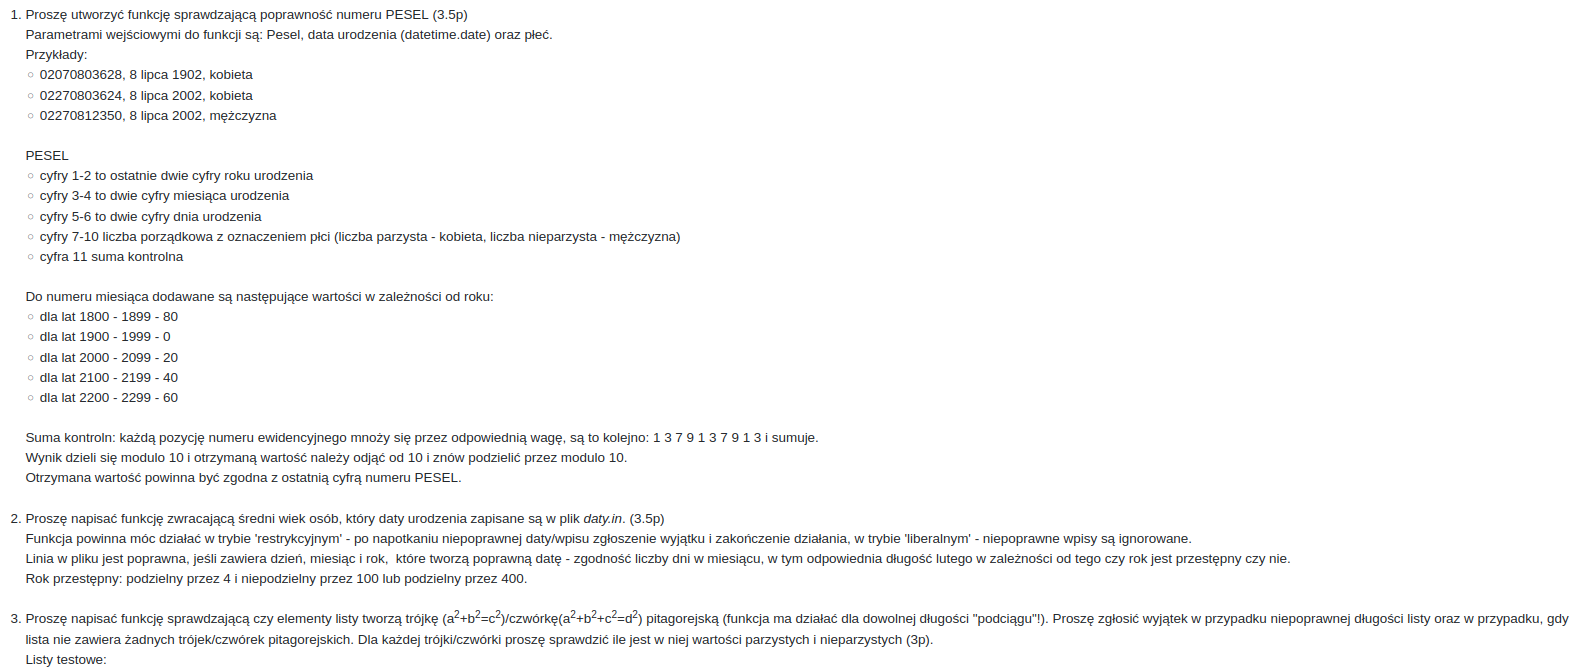 1. Proszę utworzyć funkcję sprawdzającą poprawność numeru PESEL (3.5p)
Parametrami wejściowymi do funkcji są: Pesel, data urodzenia (datetime.date) oraz płeć.
Przykłady:
○ 02070803628, 8 lipca 1902, kobieta
○ 02270803624, 8 lipca 2002, kobieta
○ 02270812350, 8 lipca 2002, mężczyzna
PESEL
○ cyfry 1-2 to ostatnie dwie cyfry roku urodzenia
○ cyfry 3-4 to dwie cyfry miesiąca urodzenia
○ cyfry 5-6 to dwie cyfry dnia urodzenia
○ cyfry 7-10 liczba porządkowa z oznaczeniem płci (liczba parzysta - kobieta, liczba nieparzysta - mężczyzna)
○ cyfra 11 suma kontrolna
Do numeru miesiąca dodawane są następujące wartości w zależności od roku:
○ dla lat 1800 - 1899 - 80
○ dla lat 1900 - 1999 - 0
○ dla lat 2000 - 2099 - 20
○ dla lat 2100 - 2199 - 40
○ dla lat 2200 - 2299 - 60
Suma kontroln: każdą pozycję numeru ewidencyjnego mnoży się przez odpowiednią wagę, są to kolejno: 1 3 7 9 1 3 7 9 1 3 i sumuje.
Wynik dzieli się modulo 10 i otrzymaną wartość należy odjąć od 10 i znów podzielić przez modulo 10.
Otrzymana wartość powinna być zgodna z ostatnią cyfrą numeru PESEL.
2. Proszę napisać funkcję zwracającą średni wiek osób, który daty urodzenia zapisane są w plik daty.in. (3.5p)
Funkcja powinna móc działać w trybie 'restrykcyjnym' - po napotkaniu niepoprawnej daty/wpisu zgłoszenie wyjątku i zakończenie działania, w trybie 'liberalnym' - niepoprawne wpisy są ignorowane.
Linia w pliku jest poprawna, jeśli zawiera dzień, miesiąc i rok, które tworzą poprawną datę - zgodność liczby dni w miesiącu, w tym odpowiednia długość lutego w zależności od tego czy rok jest przestępny czy nie.
Rok przestępny: podzielny przez 4 i niepodzielny przez 100 lub podzielny przez 400.
3. Proszę napisać funkcję sprawdzającą czy elementy listy tworzą trójkę (a²+b²=c²)/czwórkę(a²+b²+c²=d²) pitagorejską (funkcja ma działać dla dowolnej długości "podciągu"!). Proszę zgłosić wyjątek w przypadku niepoprawnej długości listy oraz w przypadku, gdy
lista nie zawiera żadnych trójek/czwórek pitagorejskich. Dla każdej trójki/czwórki proszę sprawdzić ile jest w niej wartości parzystych i nieparzystych (3p).
Listy testowe: